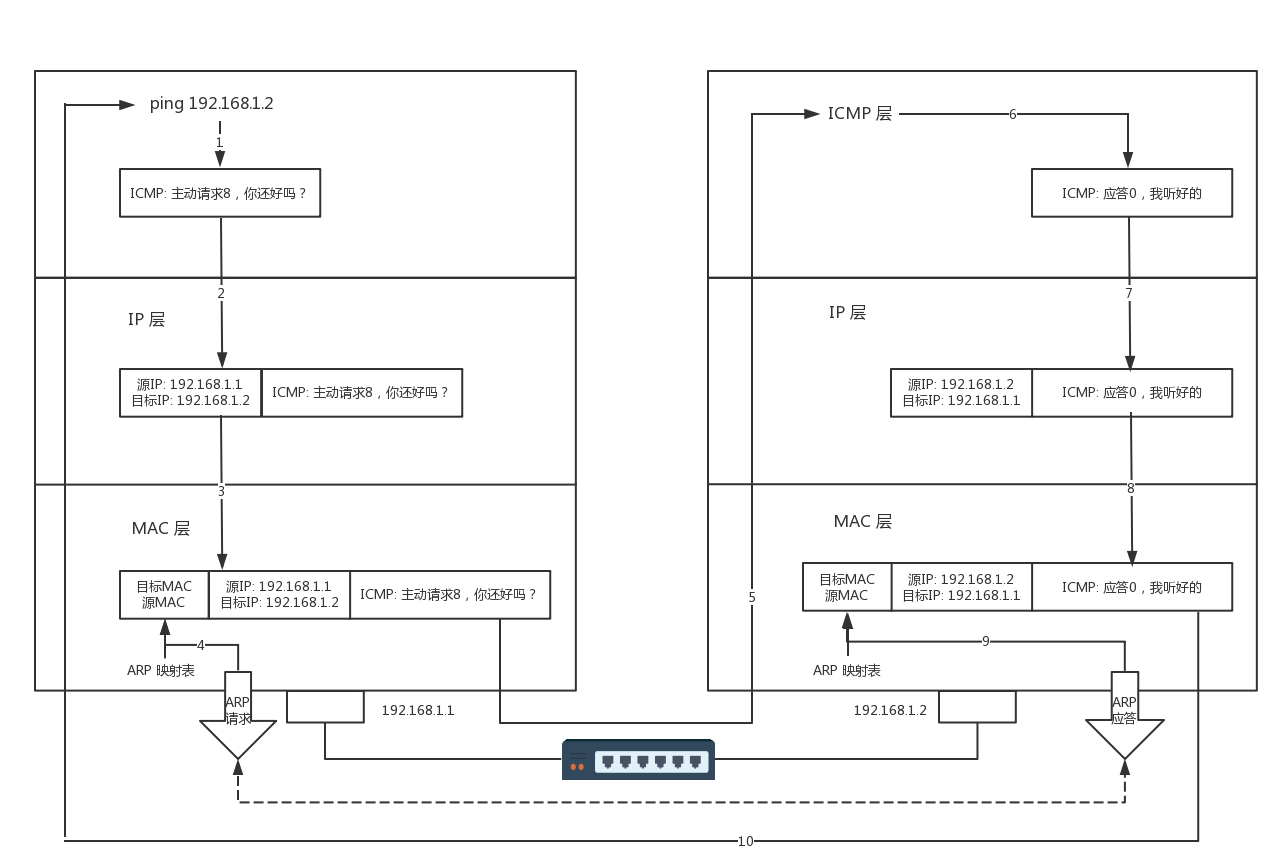 ping 192.168.1.2
1
ICMP: 主动请求8，你还好吗？
2
IP 层
源IP: 192.168.1.1
目标IP: 192.168.1.2
ICMP: 主动请求8，你还好吗？
3
MAC 层
目标MAC
源MAC
源IP: 192.168.1.1
目标IP: 192.168.1.2
ICMP: 主动请求8，你还好吗？
4
ARP 映射表
ARP
请求
192.168.1.1
5
ICMP 层
6
ICMP: 应答0，我听好的
7
IP 层
源IP: 192.168.1.2
目标IP: 192.168.1.1
ICMP: 应答0，我听好的
8
MAC 层
目标MAC
源MAC
源IP: 192.168.1.2
目标IP: 192.168.1.1
ICMP: 应答0，我听好的
9
ARP 映射表
192.168.1.2
ARP
应答
10